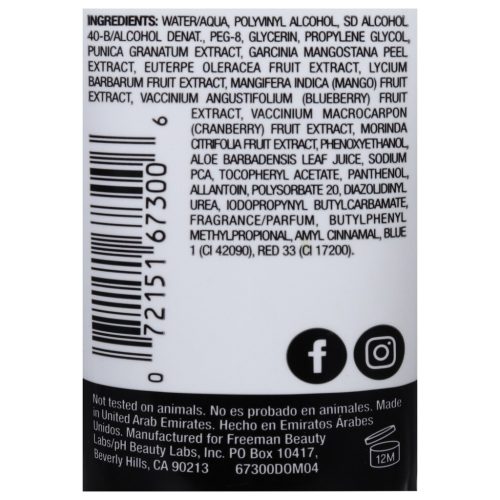 INGREDIENTS: WATER/AQUA, POLYVINYL ALCOHOL, SD ALCOHOL
40-B/ALCOHOL DENAT., PEG-8, GLYCERIN, PROPYLENE GLYCOL,
PUNICA GRANATUM EXTRACT, GARCINIA MANGOSTANA PEEL
EXTRACT, EUTERPE OLERACEA FRUIT EXTRACT, LYCIUM
BARBARUM FRUIT EXTRACT, MANGIFERA INDICA (MANGO) FRUIT
EXTRACT, VACCINIUM ANGUSTIFOLIUM (BLUEBERRY) FRUIT
EXTRACT, VACCINIUM MACROCARPON
(CRANBERRY) FRUIT EXTRACT, MORINDA
CITRIFOLIA FRUIT EXTRACT, PHENOXYETHANOL,
ALOE BARBADENSIS LEAF JUICE, SODIUM
PCA, TOCOPHERYL ACETATE, PANTHENOL,
ALLANTOIN, POLYSORBATE 20, DIAZOLIDINYL
UREA, IODOPROPYNYL BUTYLCARBAMATE,
FRAGRANCE/PARFUM, BUTYLPHENYL
METHYLPROPIONAL, AMYL CINNAMAL, BLUE
1 (CI 42090), RED 33 (CI 17200).
0 72151 67300 6
f
Not tested on animals. No es probado en animales. Made
in United Arab Emirates. Hecho en Emiratos Árabes
Unidos. Manufactured for Freeman Beauty
Labs/pH Beauty Labs, Inc. PO Box 10417,
Beverly Hills, CA 90213 67300DOM04
12M